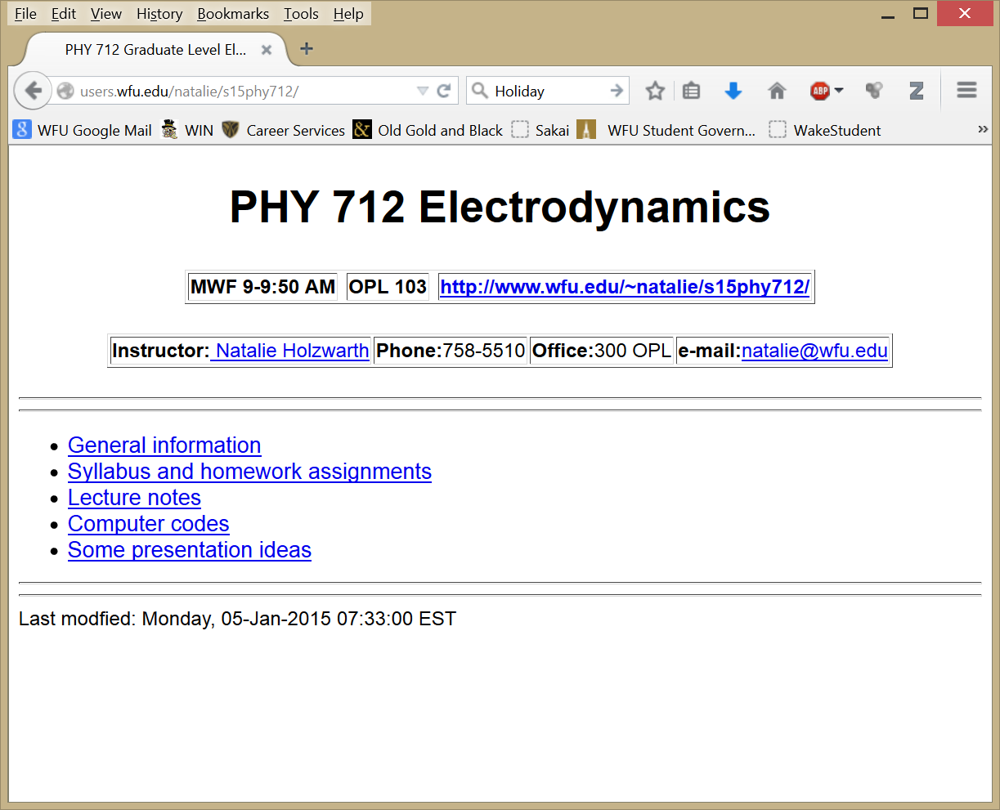 File Edit View History Bookmarks Tools Help
PHY 712 Graduate Level El...
users.wfu.edu/natalie/s15phy712/ Holiday ABP Z
8 WFU Google Mail WIN Career Services & Old Gold and Black Sakai WFU Student Govern... WakeStudent »
PHY 712 Electrodynamics
MWF 9-9:50 AM OPL 103 http://www.wfu.edu/~natalie/s15phy712/
Instructor: Natalie Holzwarth Phone:758-5510 Office:300 OPL e-mail:natalie@wfu.edu
• General information
• Syllabus and homework assignments
• Lecture notes
• Computer codes
• Some presentation ideas
Last modfied: Monday, 05-Jan-2015 07:33:00 EST